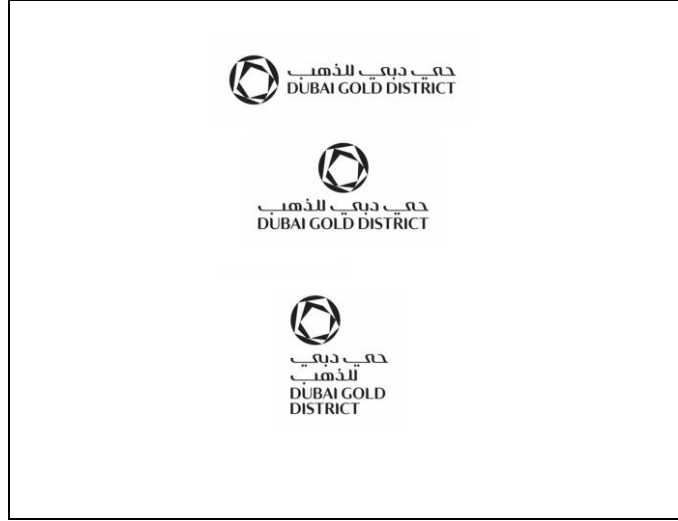 حي دبي للذهب
DUBAI GOLD DISTRICT
حي دبي للذهب
DUBAI GOLD DISTRICT
حي دبي
للذهب
DUBAI GOLD
DISTRICT